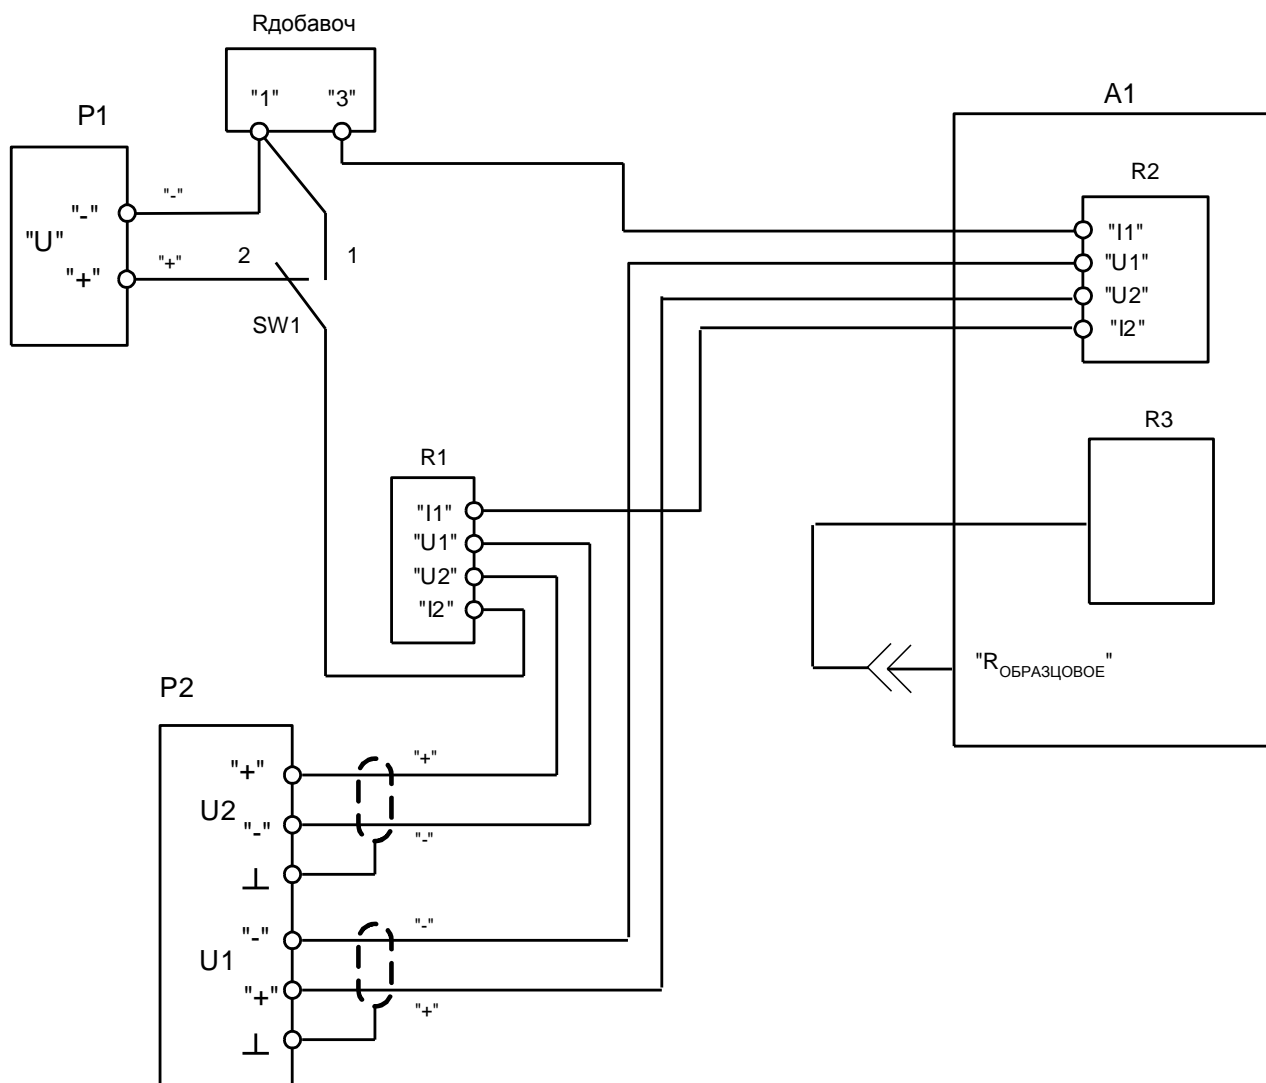 Rдобавоч
"1" "3"
P1
"-"
"U"
"+"
"-"
"+"
2
1
SW1
A1
R2
"I1"
"U1"
"U2"
"I2"
R3
"RОБРАЗЦОВОЕ"
R1
"I1"
"U1"
"U2"
"I2"
P2
"+"
U2
"-"
"+"
"-"
"-"
U1
"+"
"-"
"+"